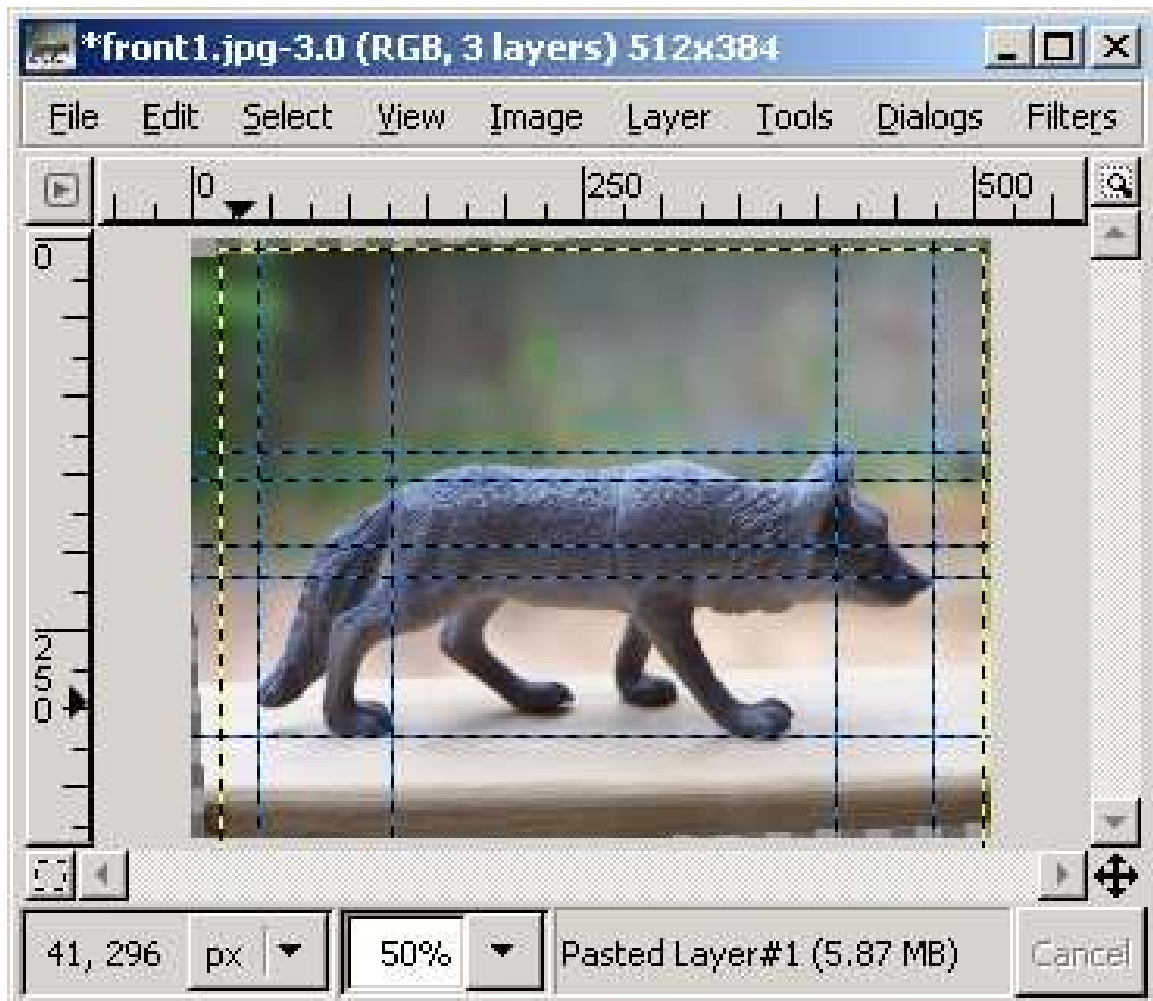 *front1.jpg-3.0 (RGB, 3 layers) 512x384
File Edit Select View Image Layer Tools Dialogs Filters
0 250 500
0
250
41, 296 px 50% Pasted Layer#1 (5.87 MB) Cancel